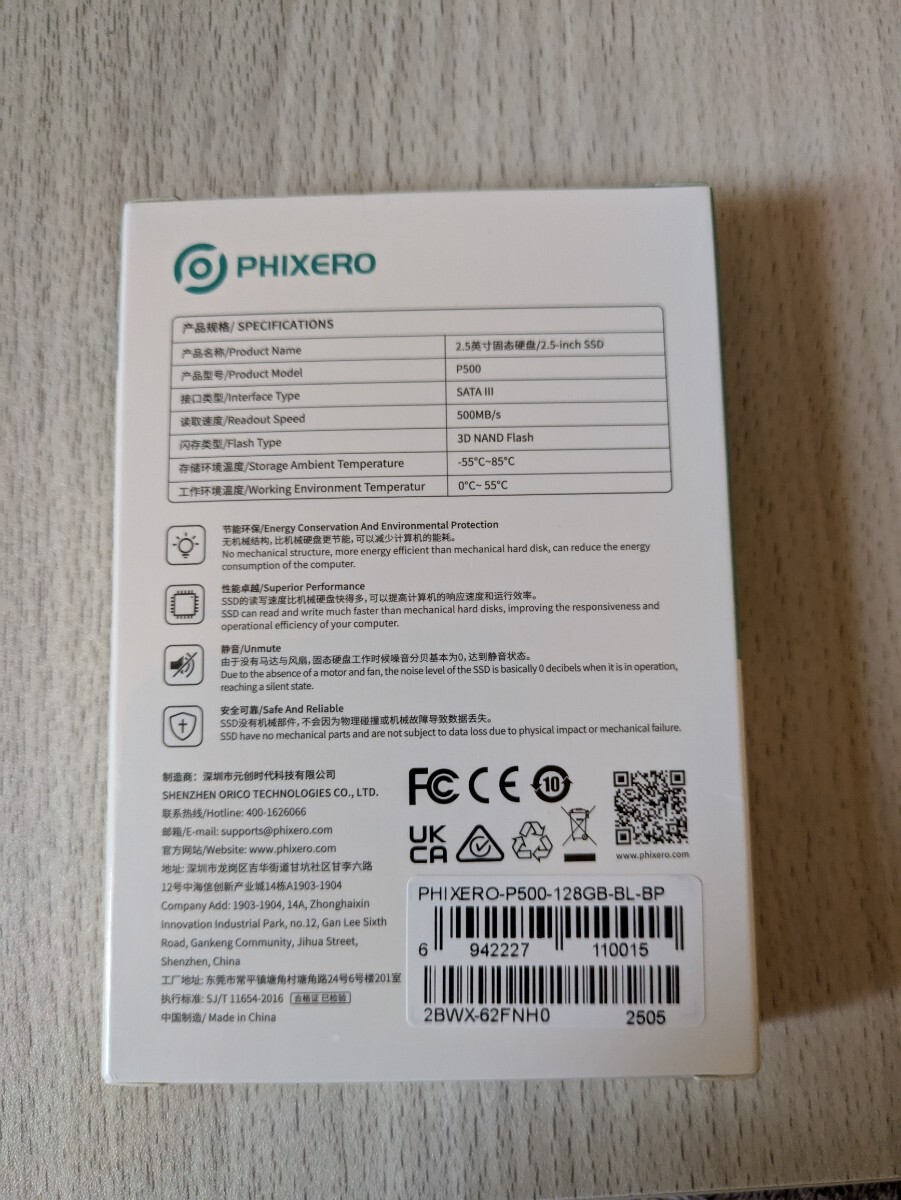 PHIXERO
产品规格/ SPECIFICATIONS
产品名称/Product Name 2.5英寸固态硬盘/2.5-inch SSD
产品型号/Product Model P500
接口类型/Interface Type SATA III
读取速度/Readout Speed 500MB/s
闪存类型/Flash Type 3D NAND Flash
存储环境温度/Storage Ambient Temperature -55°C~85°C
工作环境温度/Working Environment Temperatur 0°C~ 55°C
节能环保/Energy Conservation And Environmental Protection
无机械结构，比机械硬盘更节能，可以减少计算机的能耗。
No mechanical structure, more energy efficient than mechanical hard disk, can reduce the energy
consumption of the computer.
性能卓越/Superior Performance
SSD的读写速度比机械硬盘快得多，可以提高计算机的响应速度和运行效率。
SSD can read and write much faster than mechanical hard disks, improving the responsiveness and
operational efficiency of your computer.
静音/Unmute
由于没有马达与风扇，固态硬盘工作时候噪音分贝基本为0，达到静音状态。
Due to the absence of a motor and fan, the noise level of the SSD is basically 0 decibels when it is in operation,
reaching a silent state.
安全可靠/Safe And Reliable
SSD没有机械部件，不会因为物理碰撞或机械故障导致数据丢失。
SSD have no mechanical parts and are not subject to data loss due to physical impact or mechanical failure.
制造商：深圳市元创时代科技有限公司
SHENZHEN ORICO TECHNOLOGIES CO., LTD.
联系热线/Hotline: 400-1626066
邮箱/E-mail: supports@phixero.com
官方网站/Website: www.phixero.com
地址: 深圳市龙岗区吉华街道甘坑社区甘李六路
12号中海信创新产业城14栋A1903-1904
Company Add: 1903-1904, 14A, Zhonghaixin
Innovation Industrial Park, no.12, Gan Lee Sixth
Road, Gankeng Community, Jihua Street,
Shenzhen, China
工厂地址: 东莞市常平镇塘角村塘角路24号6号楼201室
执行标准: SJ/T 11654-2016 合格证 已检验
中国制造/ Made in China
FC CE 10
UK
CA
www.phixero.com
PHIXERO-P500-128GB-BL-BP
6 942227 110015
2BWX-62FNH0 2505